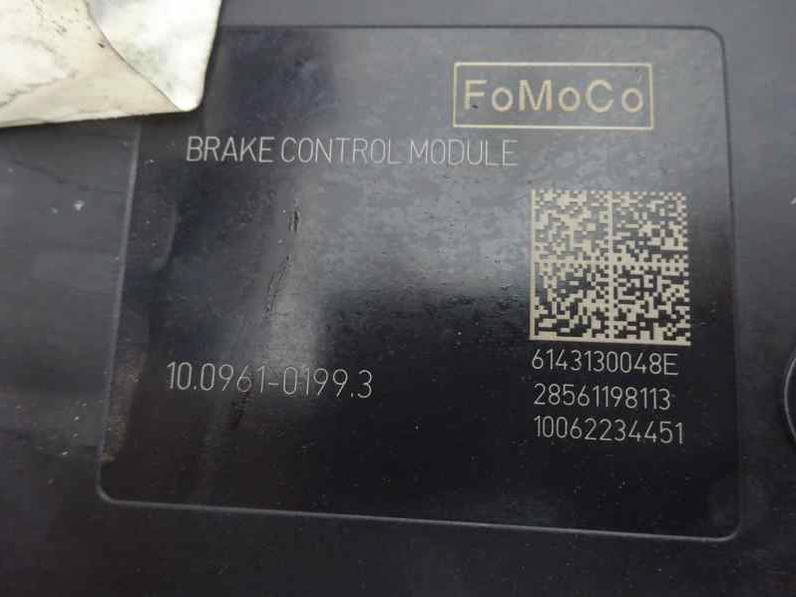 FoMoCo
BRAKE CONTROL MODULE
6143130048E
10.0961-0199.3
28561198113
10062234451